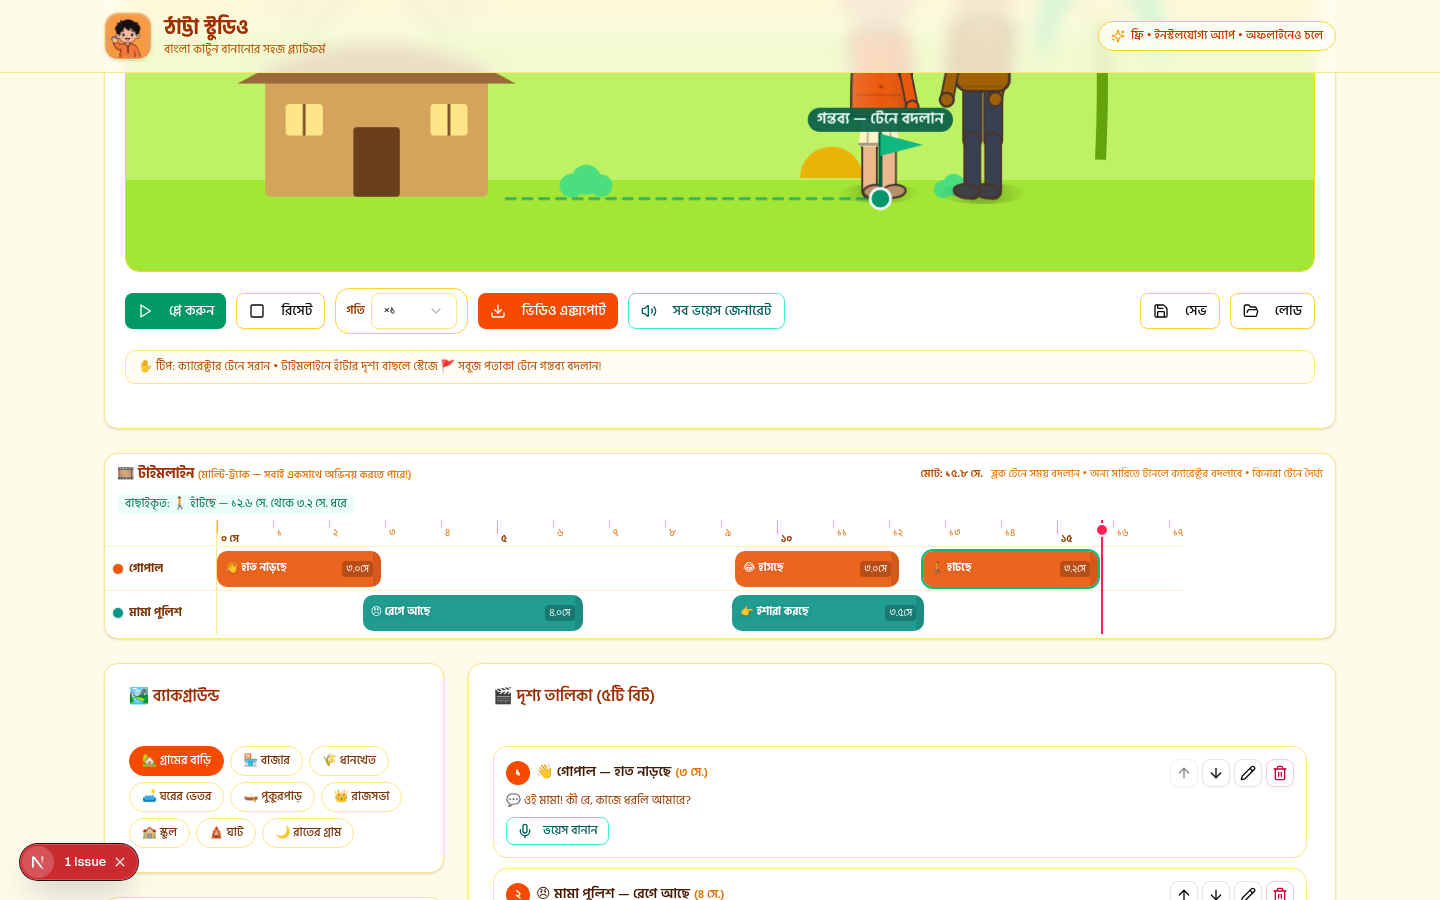 ঠাট্টা স্টুডিও
বাংলা কার্টুন বানানোর সহজ প্ল্যাটফর্ম
ফ্রি • ইনস্টলযোগ্য অ্যাপ • অফলাইনেও চলে
গন্তব্য — টেনে বদলান
প্লে করুন
রিসেট
গতি
×১
ভিডিও এক্সপোর্ট
সব ভয়েস জেনারেট
সেভ
লোড
✋ টিপ: ক্যারেক্টার টেনে সরান • টাইমলাইনে হাঁটার দৃশ্য বাছলে স্টেজে 🚩 সবুজ পতাকা টেনে গন্তব্য বদলান!
🎞️ টাইমলাইন (মাল্টি-ট্র্যাক — সবাই একসাথে অভিনয় করতে পারে!)
মোট: ১৫.৮ সে. ব্লক টেনে সময় বদলান • অন্য সারিতে টানলে ক্যারেক্টার বদলাবে • কিনারা টেনে দৈর্ঘ্য
বাছাইকৃত: 🚶 হাঁটছে — ১২.৬ সে. থেকে ৩.২ সে. ধরে
০ সে ১ ২ ৩ ৪ ৫ ৬ ৭ ৮ ৯ ১০ ১১ ১২ ১৩ ১৪ ১৫ ১৬ ১৭
গোপাল
👋 হাত নাড়ছে ৩.০সে
😂 হাসছে ৩.০সে
🚶 হাঁটছে ৩.২সে
মামা পুলিশ
😠 রেগে আছে ৪.০সে
👉 ইশারা করছে ৩.৫সে
🏞️ ব্যাকগ্রাউন্ড
🏡 গ্রামের বাড়ি
🏪 বাজার
🌾 ধানখেত
🛋️ ঘরের ভেতর
🛶 পুকুরপাড়
👑 রাজসভা
🏫 স্কুল
🛕 ঘাট
🌙 রাতের গ্রাম
🎬 দৃশ্য তালিকা (৫টি বিট)
১ 👋 গোপাল — হাত নাড়ছে (৩ সে.)
💬 ওই মামা! কী রে, কাজে ধরলি আমারে?
ভয়েস বানান
২ 😠 মামা পুলিশ — রেগে আছে (৪ সে.)
N 1 Issue